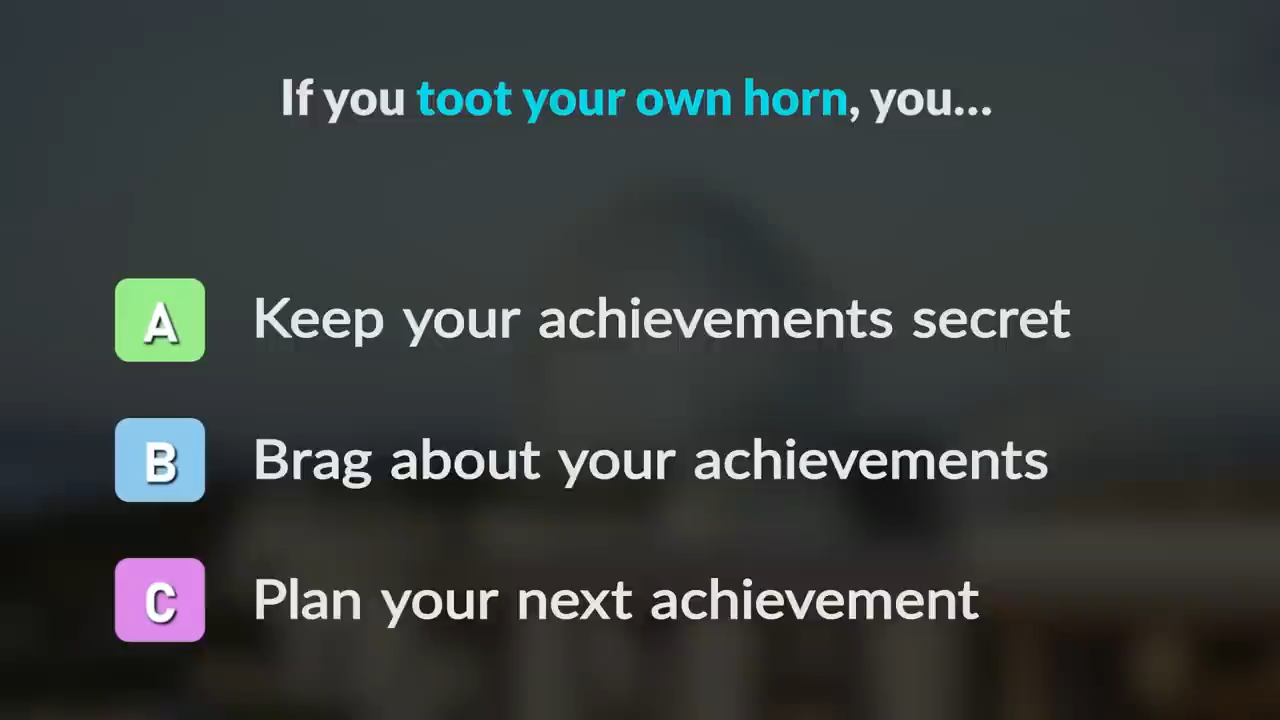 If you toot your own horn, you...
A Keep your achievements secret
B Brag about your achievements
C Plan your next achievement